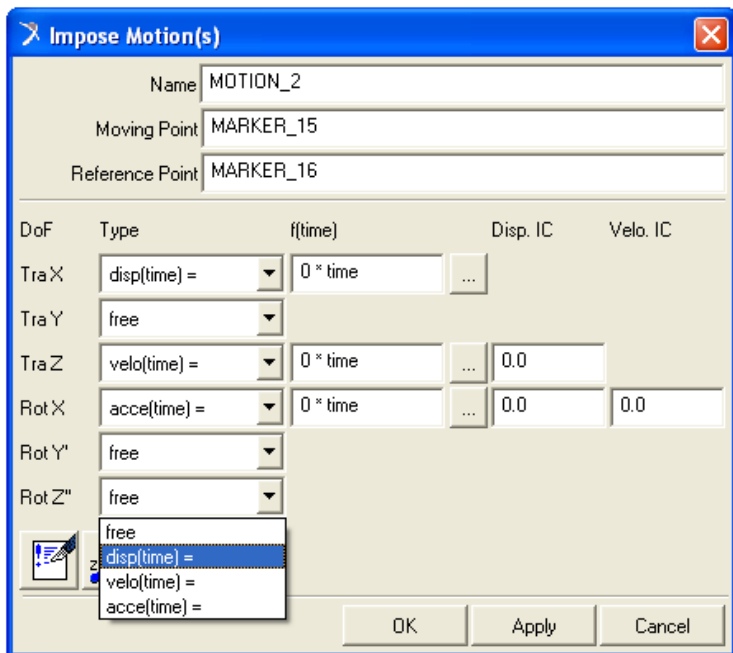 Impose Motion(s)
Name MOTION_2
Moving Point MARKER_15
Reference Point MARKER_16
DoF Type f(time) Disp. IC Velo. IC
Tra X disp(time) = 0 * time ...
Tra Y free
Tra Z velo(time) = 0 * time ... 0.0
Rot X acce(time) = 0 * time ... 0.0 0.0
Rot Y' free
Rot Z" free
free
disp(time) =
z
velo(time) =
acce(time) =
OK Apply Cancel